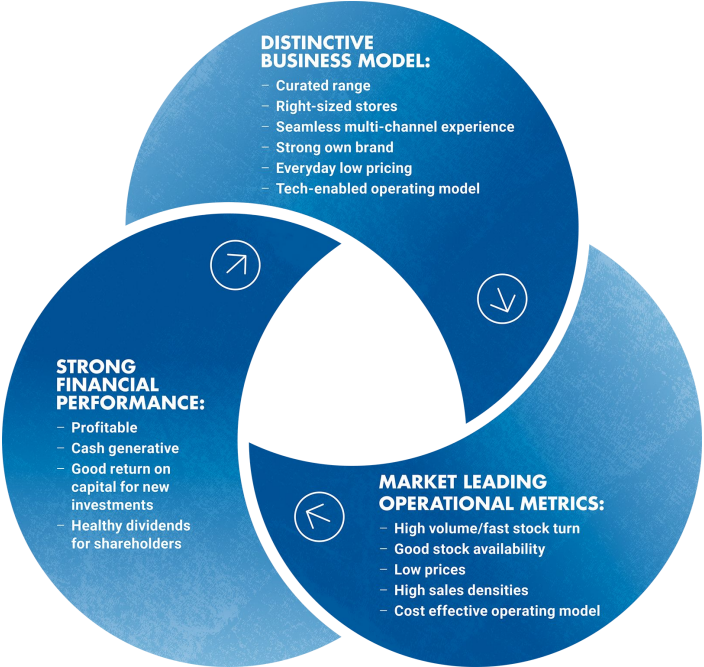 DISTINCTIVE
BUSINESS MODEL:
– Curated range
– Right-sized stores
– Seamless multi-channel experience
– Strong own brand
– Everyday low pricing
– Tech-enabled operating model
STRONG
FINANCIAL
PERFORMANCE:
– Profitable
– Cash generative
– Good return on
capital for new
investments
– Healthy dividends
for shareholders
MARKET LEADING
OPERATIONAL METRICS:
– High volume/fast stock turn
– Good stock availability
– Low prices
– High sales densities
– Cost effective operating model